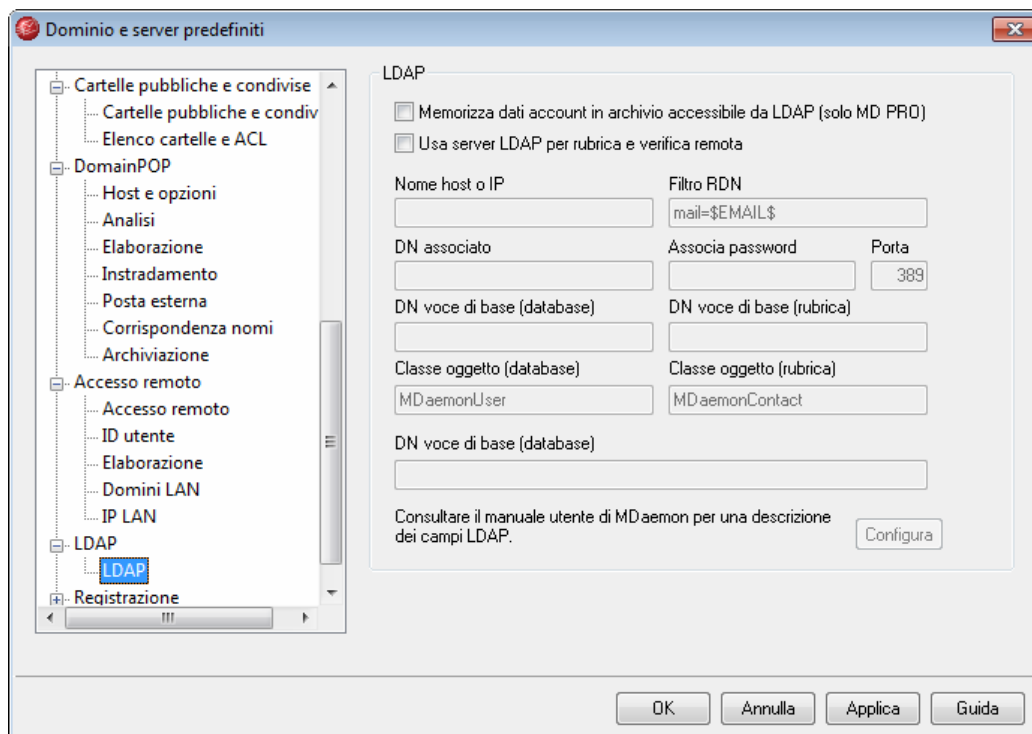 Dominio e server predefiniti
Cartelle pubbliche e condivise
Cartelle pubbliche e condiv
Elenco cartelle e ACL
DomainPOP
Host e opzioni
Analisi
Elaborazione
Instradamento
Posta esterna
Corrispondenza nomi
Archiviazione
Accesso remoto
Accesso remoto
ID utente
Elaborazione
Domini LAN
IP LAN
LDAP
LDAP
Registrazione
LDAP
Memorizza dati account in archivio accessibile da LDAP (solo MD PRO)
Usa server LDAP per rubrica e verifica remota
Nome host o IP Filtro RDN
mail=$EMAIL$
DN associato Associa password Porta
389
DN voce di base (database) DN voce di base (rubrica)
Classe oggetto (database) Classe oggetto (rubrica)
MDaemonUser MDaemonContact
DN voce di base (database)
Consultare il manuale utente di MDaemon per una descrizione
dei campi LDAP.
Configura
OK Annulla Applica Guida